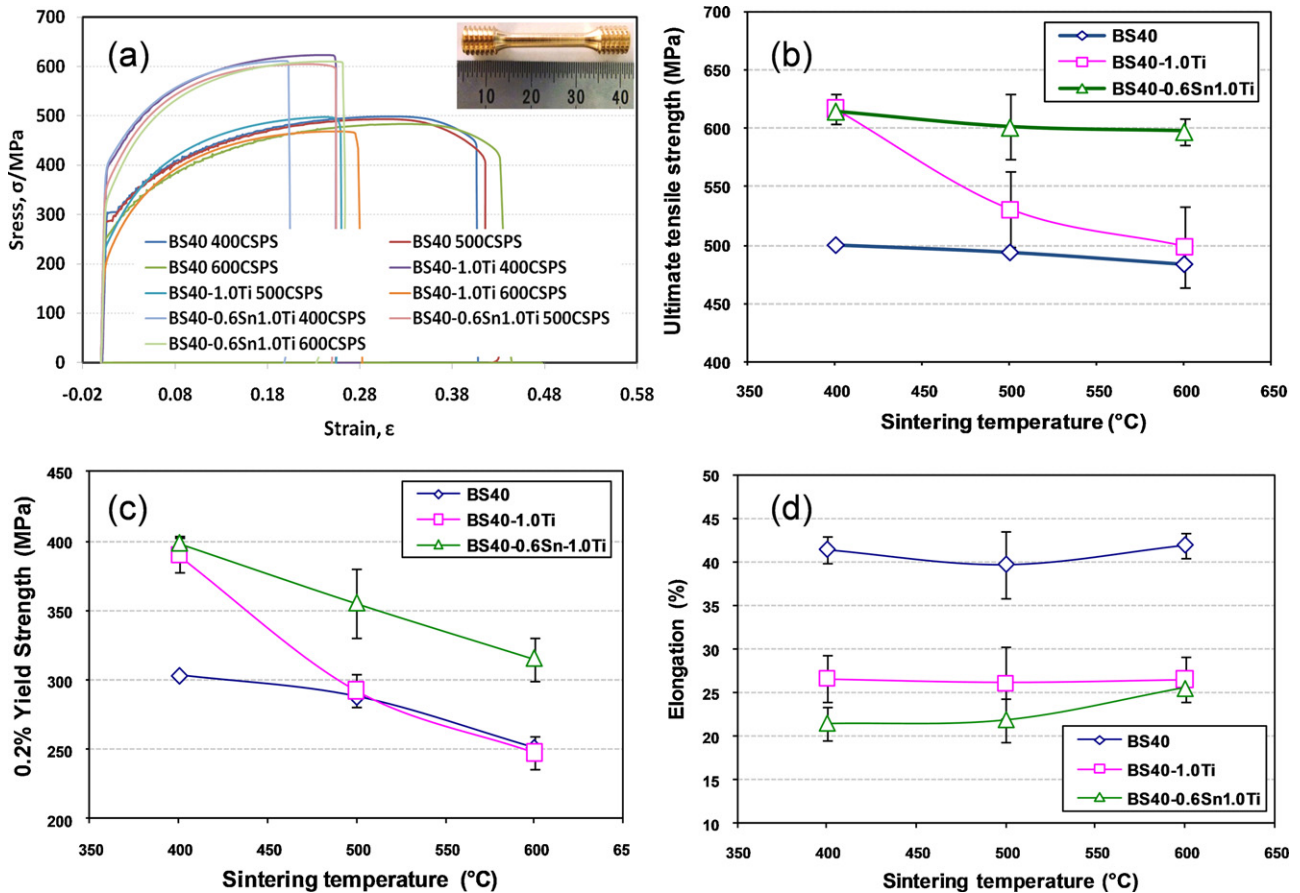 (a)
Sress, σ/MPa
700
600
500
400
300
200
100
0
-0.02 0.08 0.18 0.28 0.38 0.48 0.58
Strain, ε
10 20 30 40
BS40 400CSPS BS40 500CSPS
BS40 600CSPS BS40-1.0Ti 400CSPS
BS40-1.0Ti 500CSPS BS40-1.0Ti 600CSPS
BS40-0.6Sn1.0Ti 400CSPS BS40-0.6Sn1.0Ti 500CSPS
BS40-0.6Sn1.0Ti 600CSPS
(b)
Ultimate tensile strength (MPa)
700
650
600
550
500
450
400
350 400 450 500 550 600 650
Sintering temperature (°C)
BS40
BS40-1.0Ti
BS40-0.6Sn1.0Ti
(c)
0.2% Yield Strength (MPa)
450
400
350
300
250
200
350 400 450 500 550 600 65
Sintering temperature (°C)
BS40
BS40-1.0Ti
BS40-0.6Sn-1.0Ti
(d)
Elongation (%)
50
45
40
35
30
25
20
15
10
350 400 450 500 550 600 650
Sintering temperature (°C)
BS40
BS40-1.0Ti
BS40-0.6Sn1.0Ti